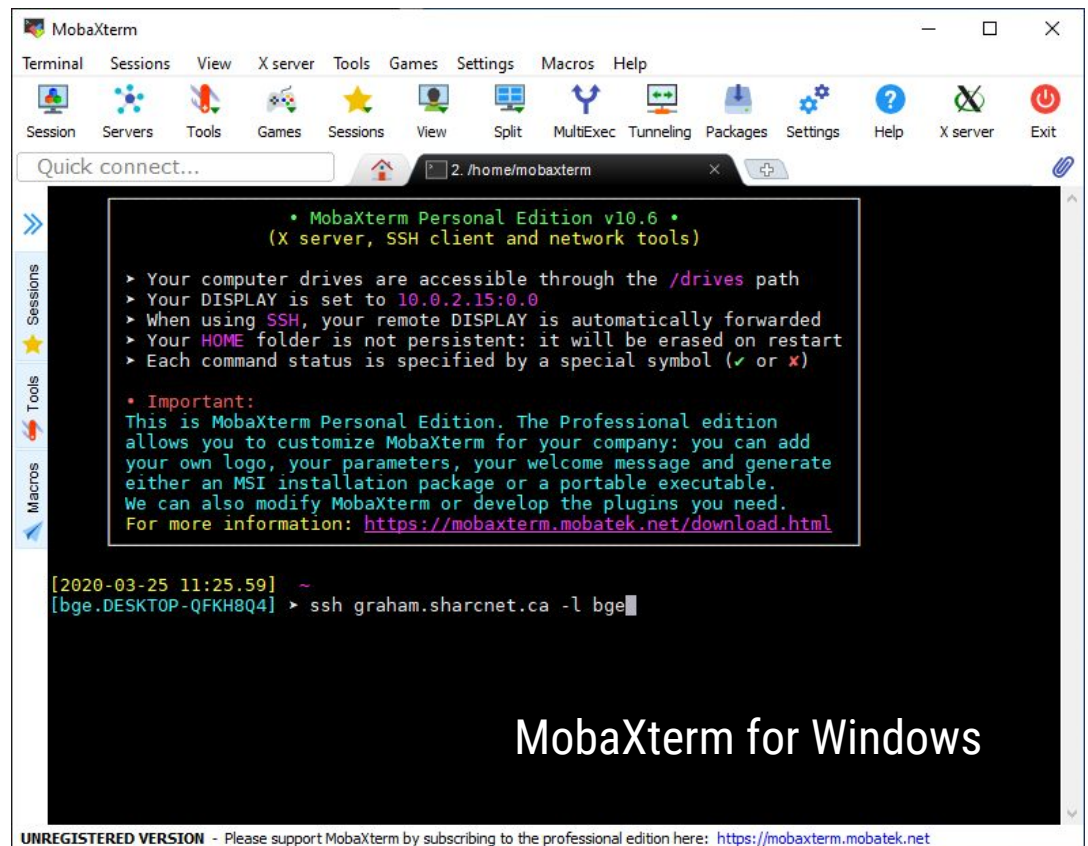 MobaXterm
Terminal Sessions View X server Tools Games Settings Macros Help
Session Servers Tools Games Sessions View Split MultiExec Tunneling Packages Settings Help X server Exit
Quick connect...
2. /home/mobaxterm
• MobaXterm Personal Edition v10.6 •
(X server, SSH client and network tools)
➤ Your computer drives are accessible through the /drives path
➤ Your DISPLAY is set to 10.0.2.15:0.0
➤ When using SSH, your remote DISPLAY is automatically forwarded
➤ Your HOME folder is not persistent: it will be erased on restart
➤ Each command status is specified by a special symbol (✔ or ✘)
• Important:
This is MobaXterm Personal Edition. The Professional edition
allows you to customize MobaXterm for your company: you can add
your own logo, your parameters, your welcome message and generate
either an MSI installation package or a portable executable.
We can also modify MobaXterm or develop the plugins you need.
For more information: https://mobaxterm.mobatek.net/download.html
[2020-03-25 11:25.59] ~
[bge.DESKTOP-QFKH8Q4] ➤ ssh graham.sharcnet.ca -l bge
Sessions
Tools
Macros
MobaXterm for Windows
UNREGISTERED VERSION - Please support MobaXterm by subscribing to the professional edition here: https://mobaxterm.mobatek.net